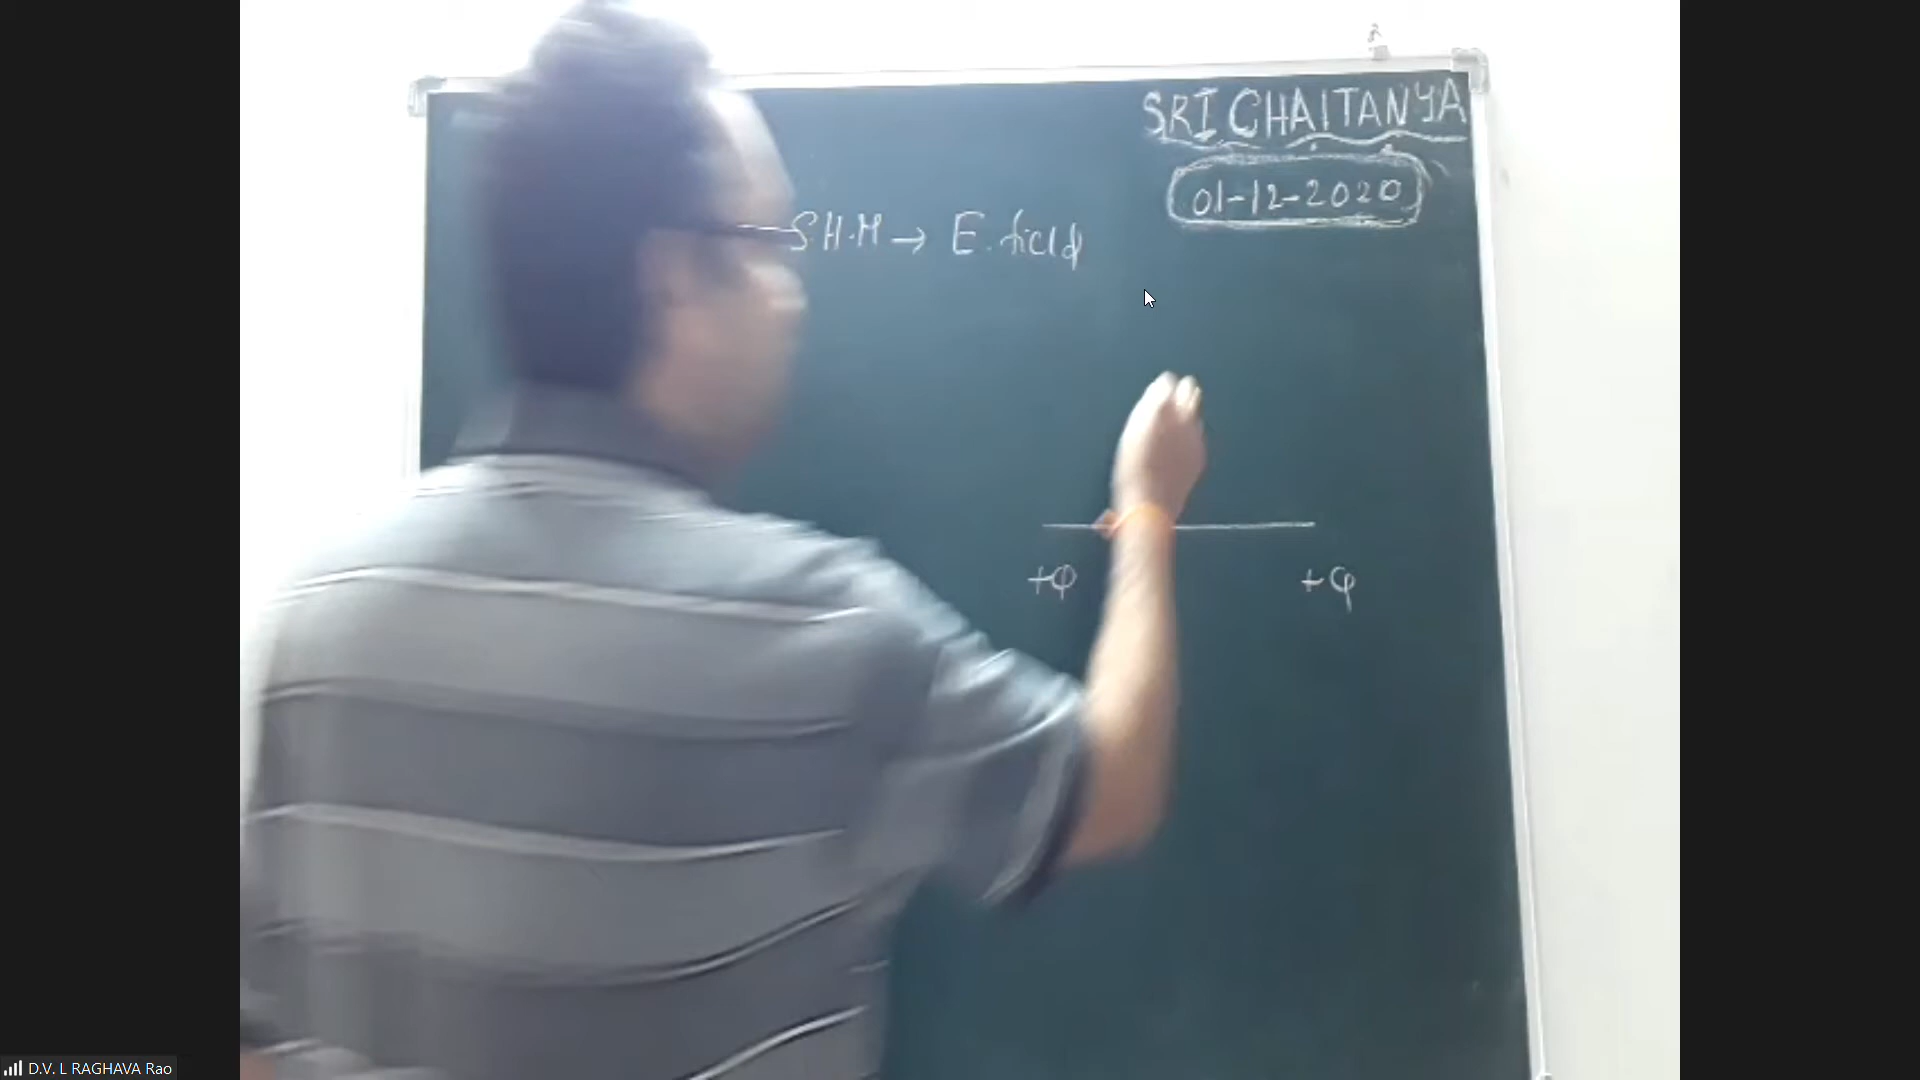 SRI CHAITANYA
01-12-2020
S.H.M → E.field
+Q +Q
D.V. L RAGHAVA Rao